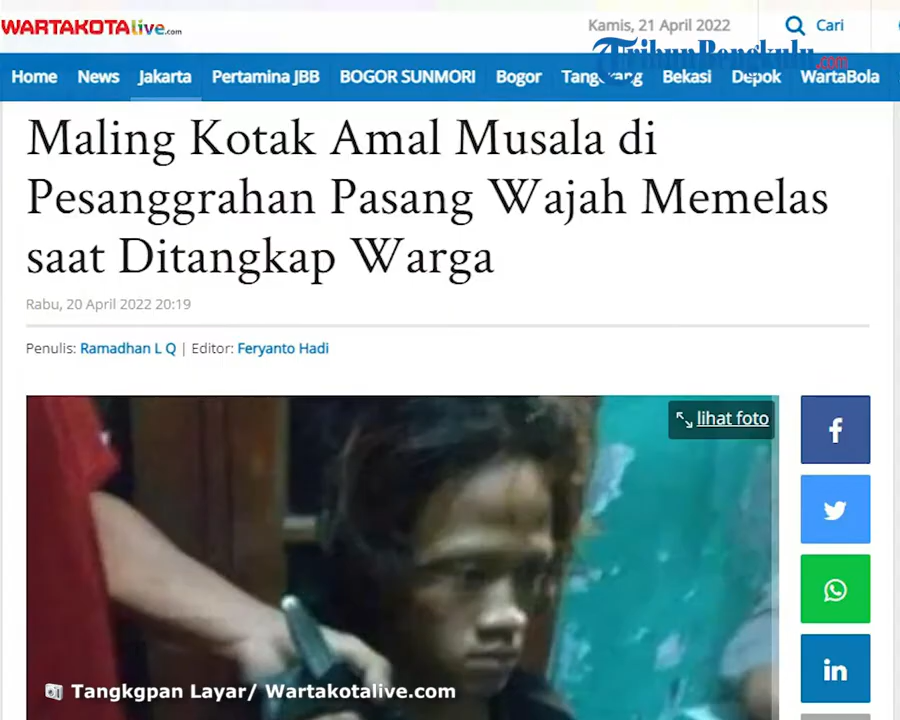 WARTAKOTAlive.com
Kamis, 21 April 2022
Cari
TribunBengkulu.com
Home News Jakarta Pertamina JBB BOGOR SUNMORI Bogor Tangerang Bekasi Depok WartaBola
Maling Kotak Amal Musala di
Pesanggrahan Pasang Wajah Memelas
saat Ditangkap Warga
Rabu, 20 April 2022 20:19
Penulis: Ramadhan L Q | Editor: Feryanto Hadi
lihat foto
Tangkgpan Layar/ Wartakotalive.com